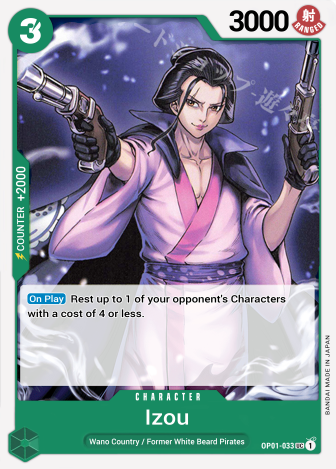 3
3000
射
RANGED
COUNTER +2000
On Play Rest up to 1 of your opponent's Characters
with a cost of 4 or less.
BANDAI MADE IN JAPAN
CHARACTER
Izou
Wano Country / Former White Beard Pirates
OP01-033 UC 1